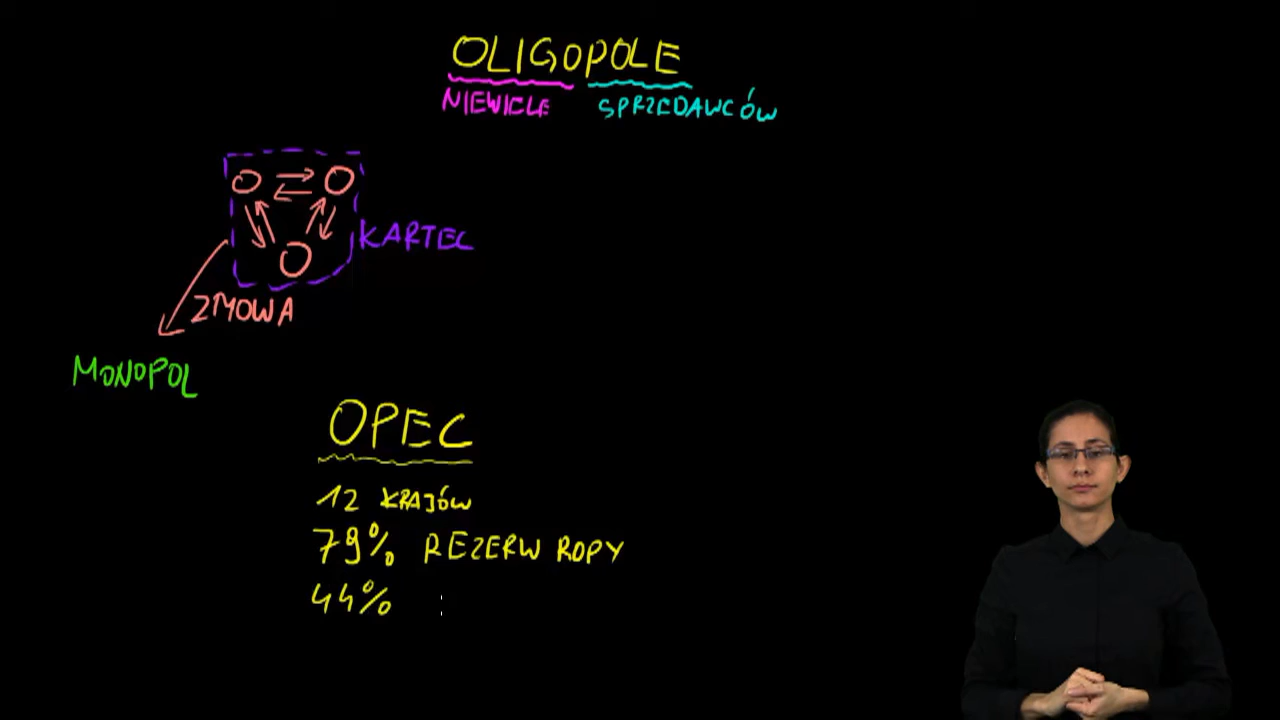 OLIGOPOLE
NIEWIELE SPRZEDAWCÓW
KARTEL
ZMOWA
MONOPOL
OPEC
12 KRAJÓW
79% REZERW ROPY
44%